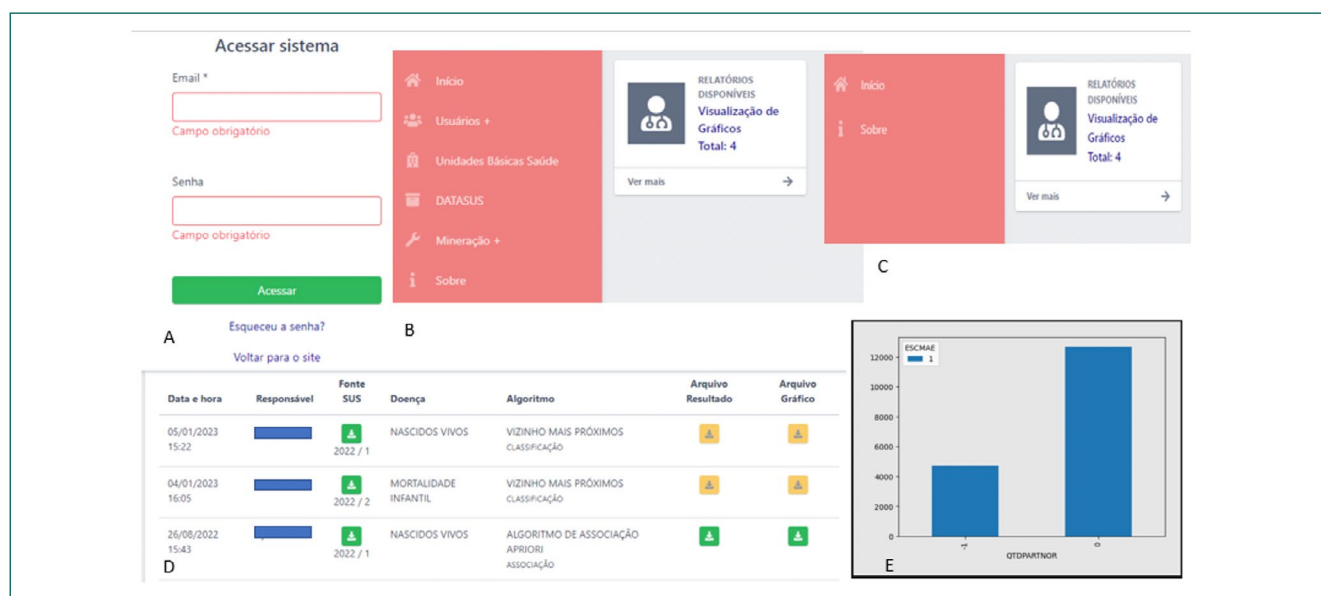 Acessar sistema
Email *
Campo obrigatório
Senha
Campo obrigatório
Acessar
Esqueceu a senha?
Voltar para o site
A
Início
Usuários +
Unidades Básicas Saúde
DATASUS
Mineração +
Sobre
RELATÓRIOS
DISPONÍVEIS
Visualização de
Gráficos
Total: 4
Ver mais
B
Início
Sobre
RELATÓRIOS
DISPONÍVEIS
Visualização de
Gráficos
Total: 4
Ver mais
C
Data e hora Responsável Fonte SUS Doença Algoritmo Arquivo Resultado Arquivo Gráfico
05/01/2023 NASCIDOS VIVOS VIZINHO MAIS PRÓXIMOS
15:22 2022 / 1 CLASSIFICAÇÃO
04/01/2023 MORTALIDADE VIZINHO MAIS PRÓXIMOS
16:05 2022 / 2 INFANTIL CLASSIFICAÇÃO
26/08/2022 NASCIDOS VIVOS ALGORITMO DE ASSOCIAÇÃO
15:43 2022 / 1 APRIORI
ASSOCIAÇÃO
D
ESCMAE
1
12000
10000
8000
6000
4000
2000
0
-1 0
QTDPARTNOR
E